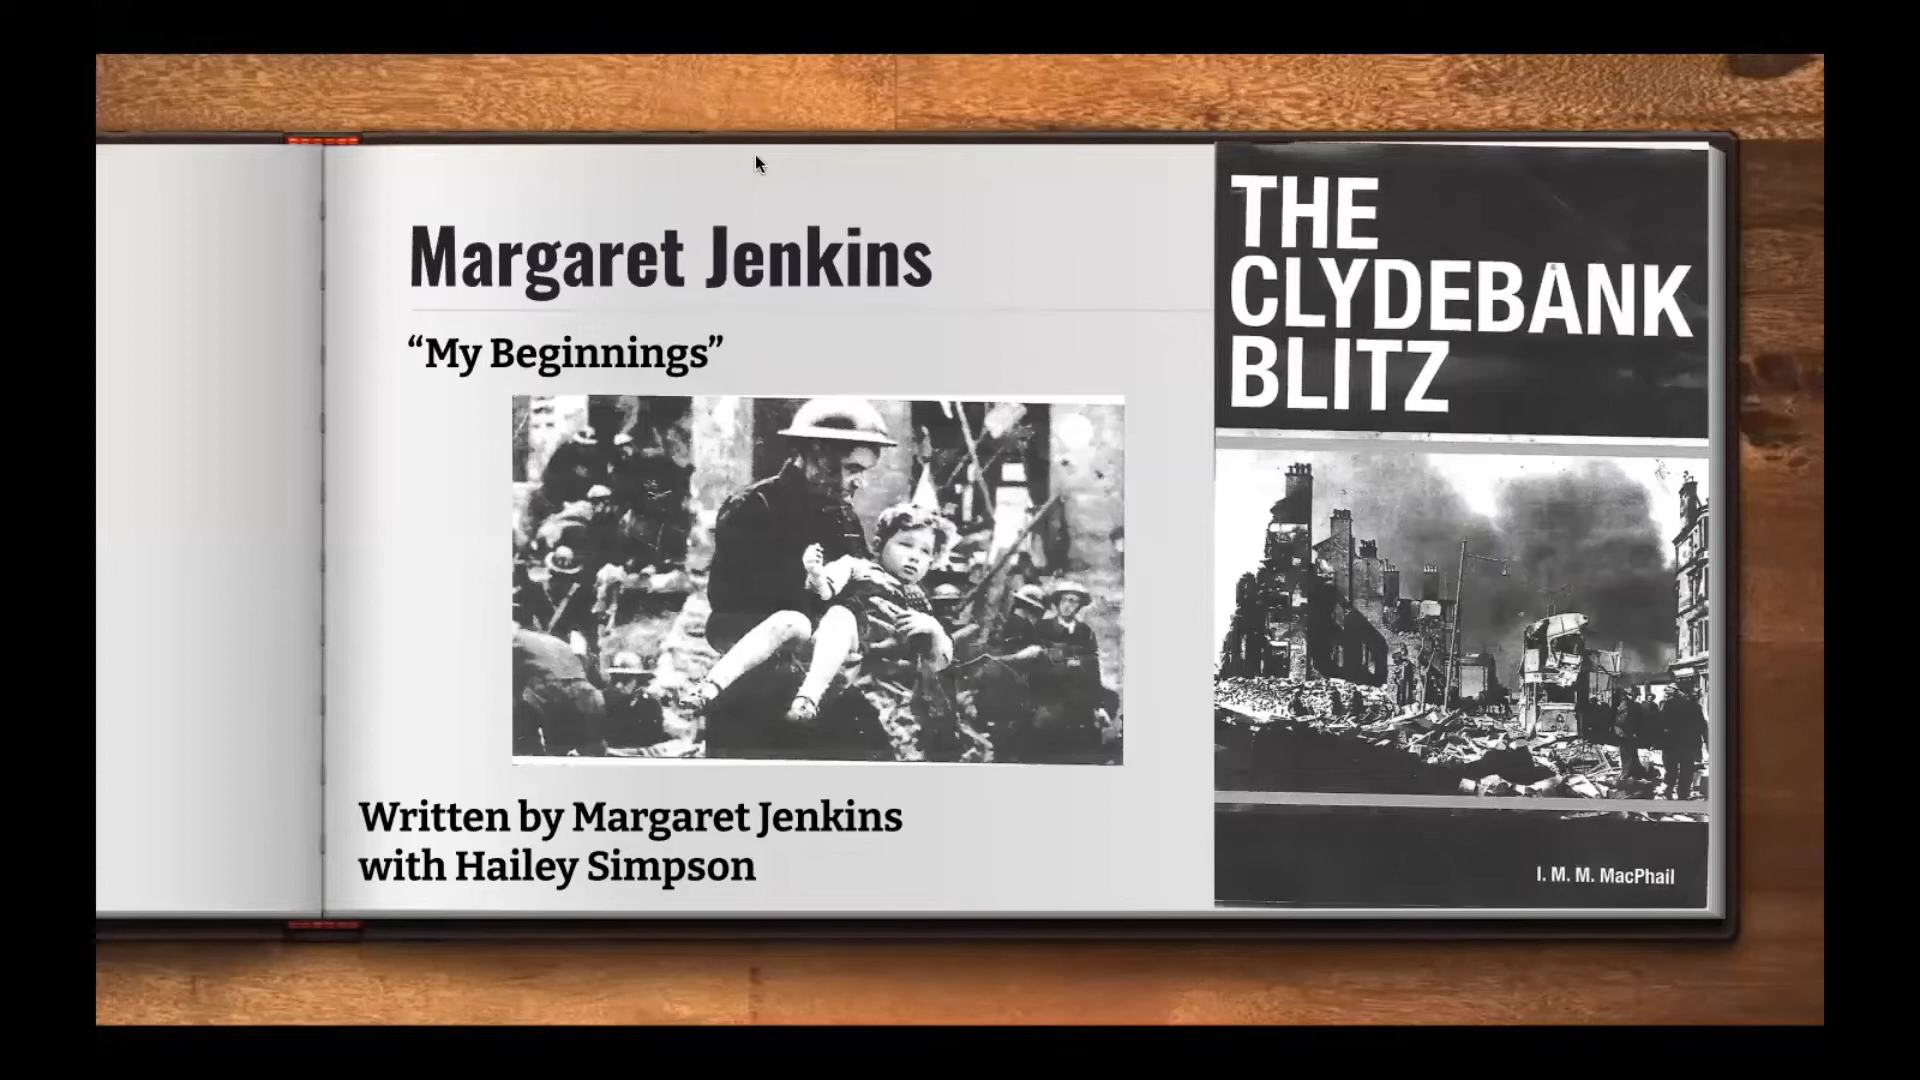 Margaret Jenkins
“My Beginnings”
Written by Margaret Jenkins
with Hailey Simpson
THE
CLYDEBANK
BLITZ
I. M. M. MacPhail